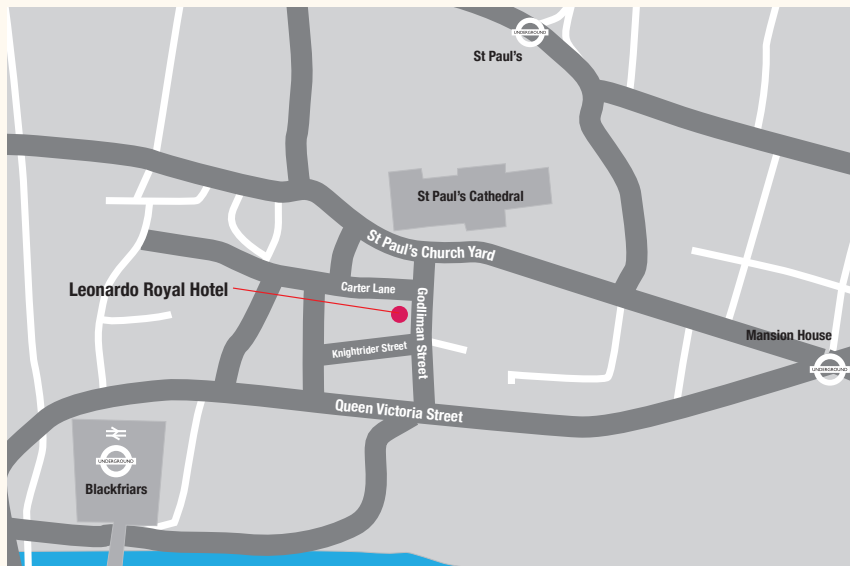 UNDERGROUND
St Paul's
St Paul's Cathedral
St Paul's Church Yard
Carter Lane
Leonardo Royal Hotel
Godliman Street
Knightrider Street
Mansion House
UNDERGROUND
Queen Victoria Street
UNDERGROUND
Blackfriars